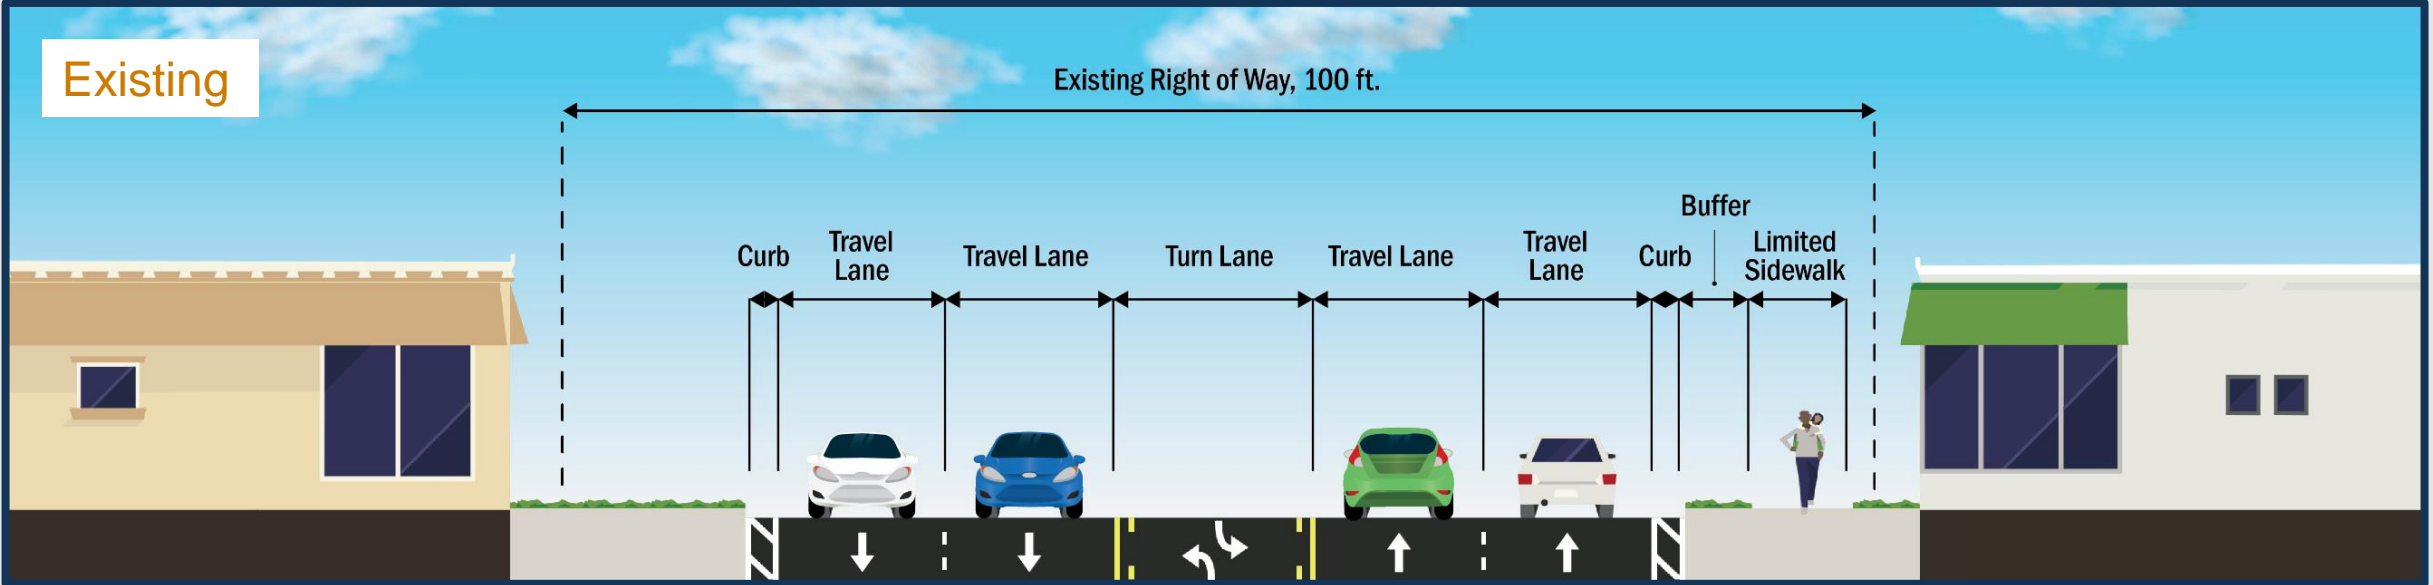 Existing
Existing Right of Way, 100 ft.
Curb
Travel
Lane
Travel Lane
Turn Lane
Travel Lane
Travel
Lane
Curb
Buffer
Limited
Sidewalk